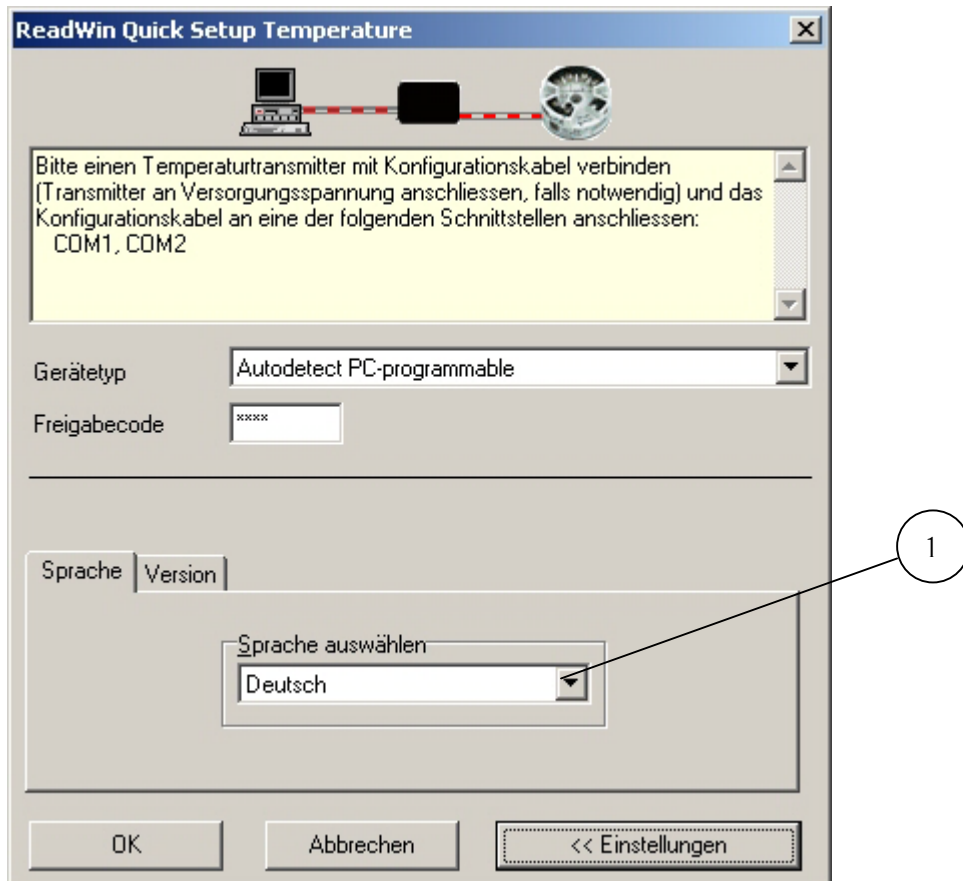 ReadWin Quick Setup Temperature
Bitte einen Temperaturtransmitter mit Konfigurationskabel verbinden
(Transmitter an Versorgungsspannung anschliessen, falls notwendig) und das
Konfigurationskabel an eine der folgenden Schnittstellen anschliessen:
COM1, COM2
Gerätetyp Autodetect PC-programmable
Freigabecode ****
1
Sprache Version
Sprache auswählen
Deutsch
OK Abbrechen << Einstellungen